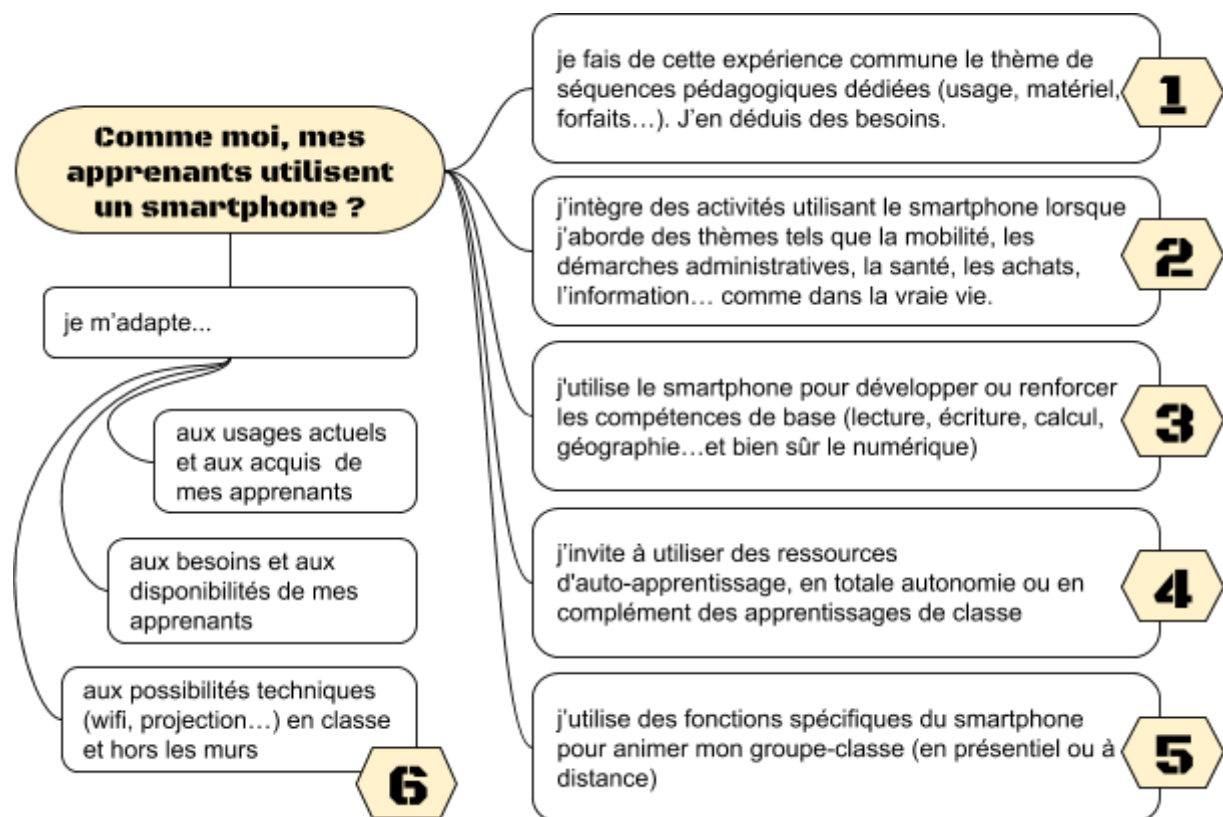 Comme moi, mes
apprenants utilisent
un smartphone ?
je m’adapte...
aux usages actuels
et aux acquis  de
mes apprenants
aux besoins et aux
disponibilités de mes
apprenants
aux possibilités techniques
(wifi, projection…) en classe
et hors les murs
6
je fais de cette expérience commune le thème de
séquences pédagogiques dédiées (usage, matériel,
forfaits…). J’en déduis des besoins.
1
j’intègre des activités utilisant le smartphone lorsque
j’aborde des thèmes tels que la mobilité, les
démarches administratives, la santé, les achats,
l’information… comme dans la vraie vie.
2
j'utilise le smartphone pour développer ou renforcer
les compétences de base (lecture, écriture, calcul,
géographie…et bien sûr le numérique)
3
j’invite à utiliser des ressources
d'auto-apprentissage, en totale autonomie ou en
complément des apprentissages de classe
4
j’utilise des fonctions spécifiques du smartphone
pour animer mon groupe-classe (en présentiel ou à
distance)
5